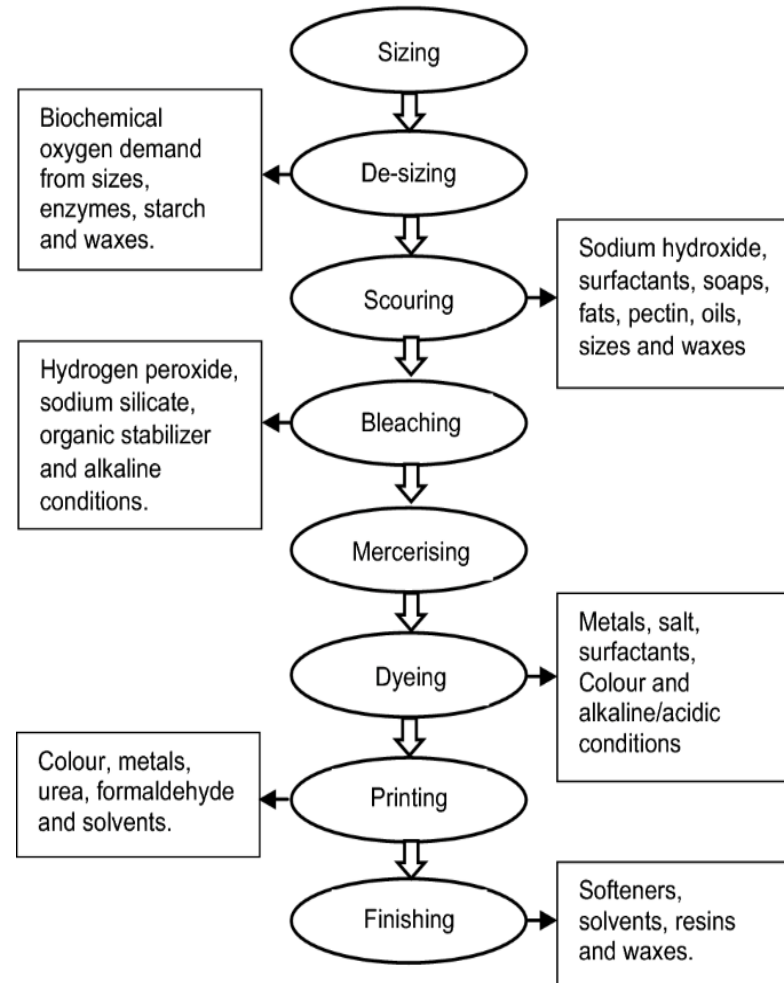 Sizing
Biochemical
oxygen demand
from sizes,
enzymes, starch
and waxes.
De-sizing
Scouring
Sodium hydroxide,
surfactants, soaps,
fats, pectin, oils,
sizes and waxes
Hydrogen peroxide,
sodium silicate,
organic stabilizer
and alkaline
conditions.
Bleaching
Mercerising
Dyeing
Metals, salt,
surfactants,
Colour and
alkaline/acidic
conditions
Colour, metals,
urea, formaldehyde
and solvents.
Printing
Finishing
Softeners,
solvents, resins
and waxes.